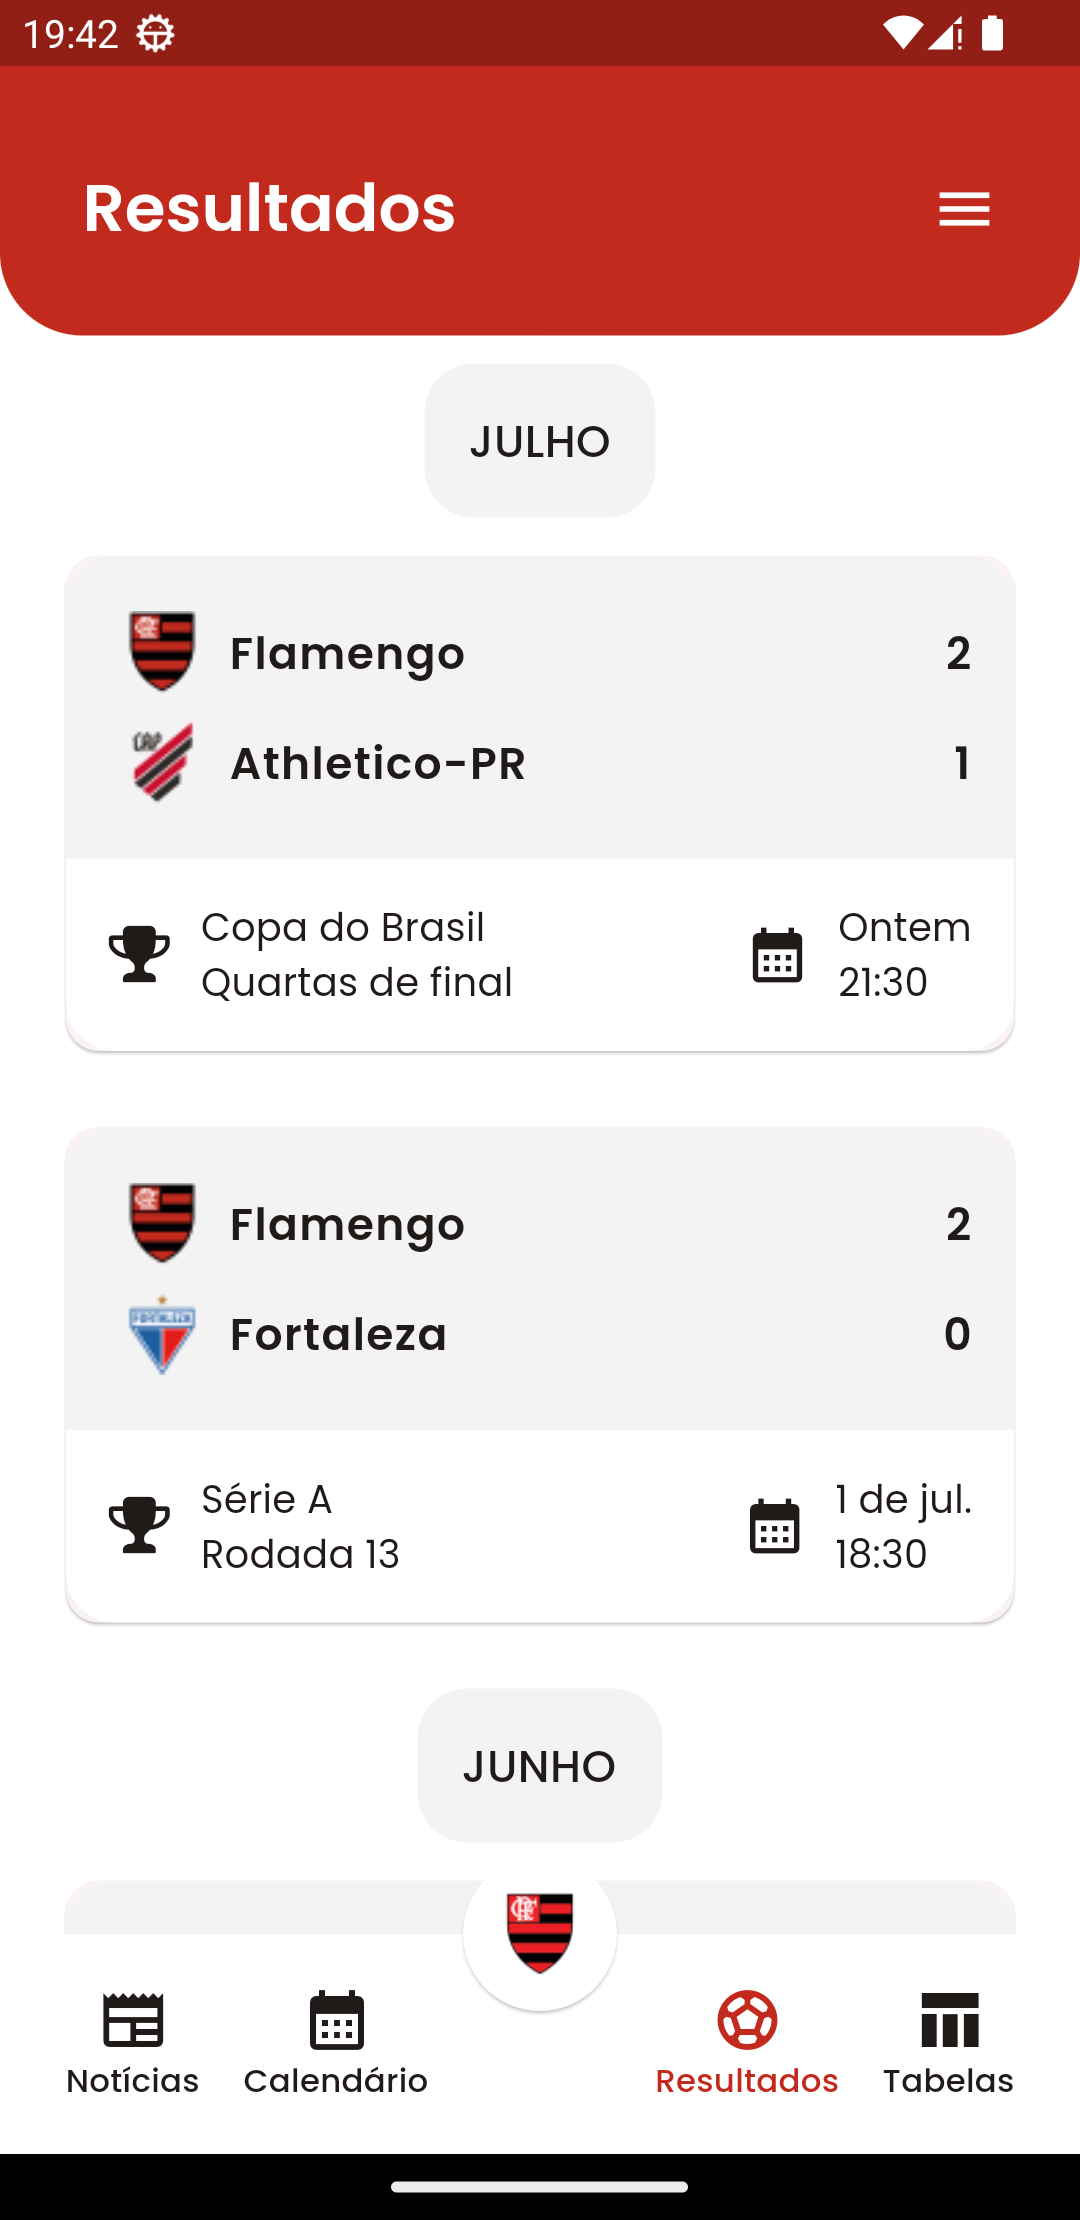 19:42
Resultados
JULHO
Flamengo 2
Athletico-PR 1
Copa do Brasil Ontem
Quartas de final 21:30
Flamengo 2
Fortaleza 0
Série A 1 de jul.
Rodada 13 18:30
JUNHO
Notícias Calendário Resultados Tabelas